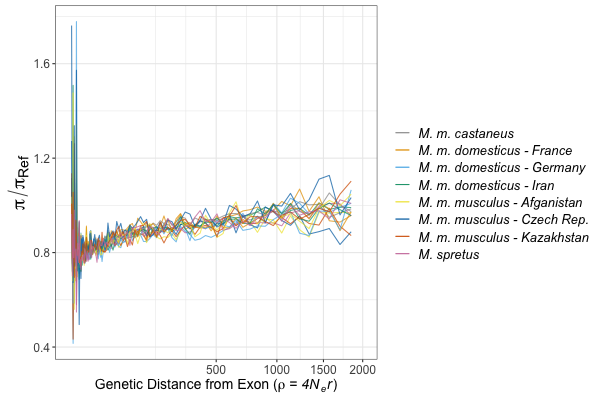 1.6
1.2
0.8
0.4
π / πRef
500 1000 1500 2000
Genetic Distance from Exon (ρ = 4Ner)
M. m. castaneus
M. m. domesticus - France
M. m. domesticus - Germany
M. m. domesticus - Iran
M. m. musculus - Afganistan
M. m. musculus - Czech Rep.
M. m. musculus - Kazakhstan
M. spretus